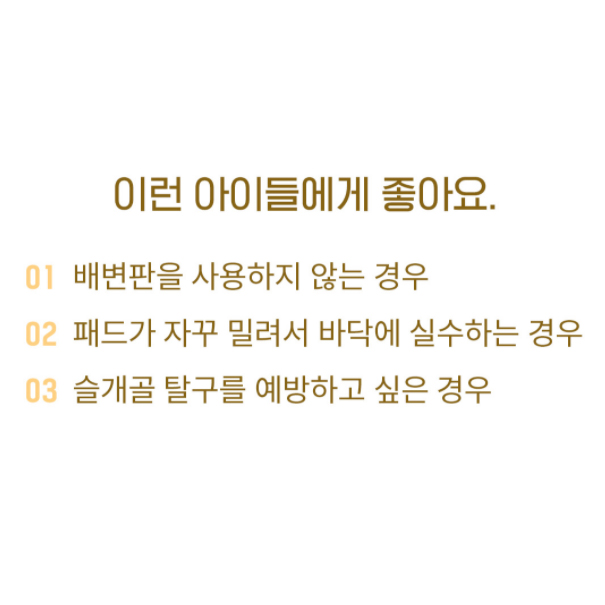 이런 아이들에게 좋아요.
01 배변판을 사용하지 않는 경우
02 패드가 자꾸 밀려서 바닥에 실수하는 경우
03 슬개골 탈구를 예방하고 싶은 경우